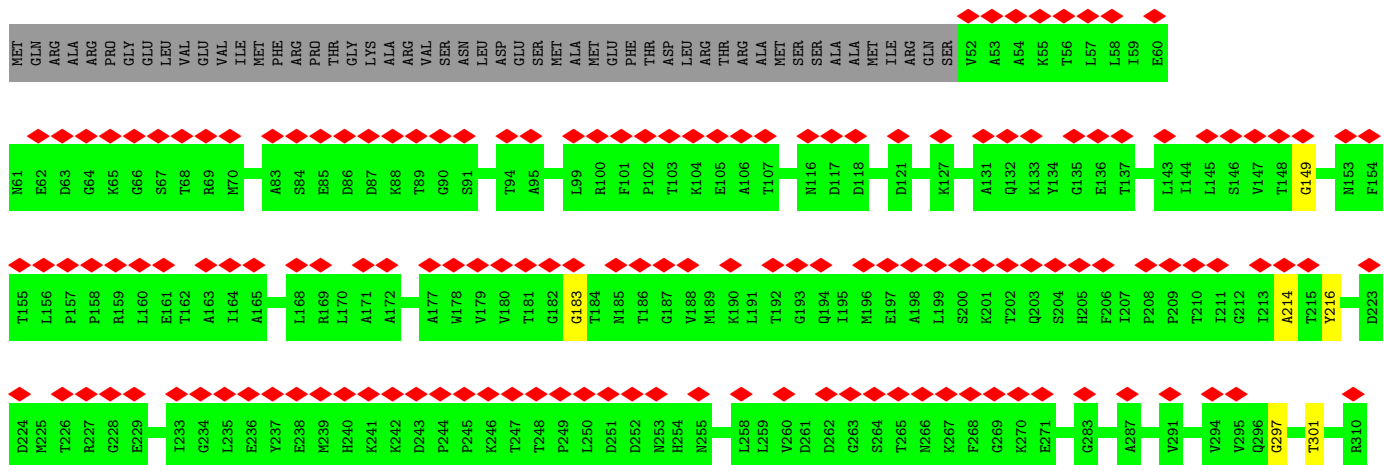 MET GLN ARG ALA ARG PRO GLY GLU LEU VAL GLU VAL ILE MET PHE ARG PRO THR GLY LYS ALA ARG VAL SER ASN LEU ASP GLU SER MET ALA MET GLU PHE THR ASP LEU ARG THR ARG ALA MET SER SER ALA ALA MET ILE ARG GLN SER V52 A53 A54 K55 T56 L57 L58 I59 E60
N61 E62 D63 G64 K65 G66 S67 T68 R69 M70 A83 S84 E85 D86 D87 K88 T89 G90 S91 T94 A95 L99 R100 F101 P102 T103 K104 E105 A106 T107 N116 D117 D118 D121 K127 A131 Q132 K133 Y134 G135 E136 T137 L143 I144 L145 S146 V147 T148 G149 N153 F154
T155 L156 P157 P158 R159 L160 E161 T162 A163 I164 A165 L168 R169 L170 A171 A172 A177 W178 V179 V180 T181 G182 G183 T184 N185 T186 G187 V188 M189 K190 L191 T192 G193 Q194 I195 M196 E197 A198 L199 S200 K201 T202 Q203 S204 H205 F206 I207 P208 P209 T210 I211 G212 I213 A214 T215 Y216 D223
D224 M225 T226 R227 G228 E229 I233 G234 L235 E236 Y237 E238 M239 H240 K241 K242 D243 P244 P245 K246 T247 T248 P249 L250 D251 D252 N253 H254 N255 L258 L259 V260 D261 D262 G263 S264 T265 N266 K267 F268 G269 K270 E271 G283 A287 V291 V294 V295 Q296 G297 T301 R310